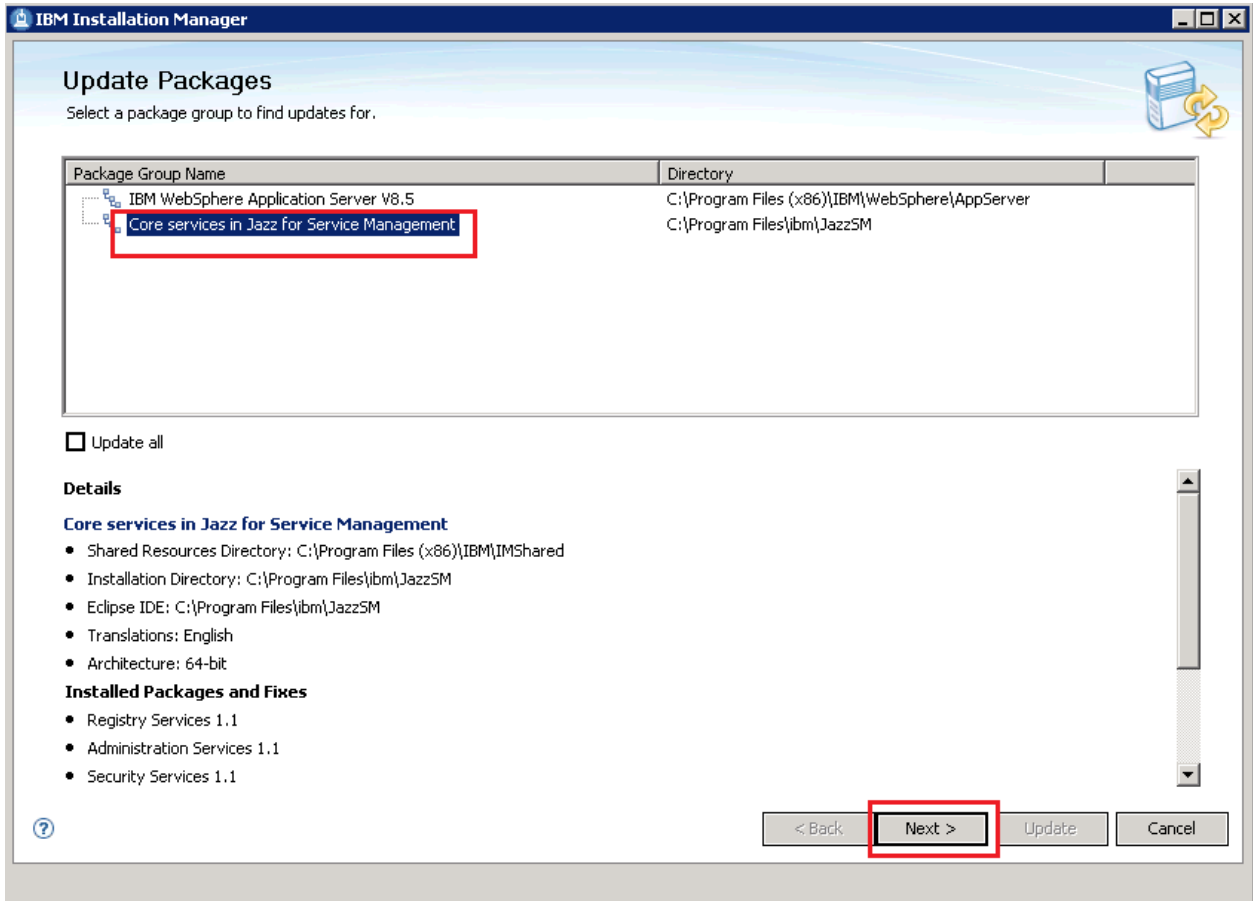 IBM Installation Manager
Update Packages
Select a package group to find updates for.
Package Group Name Directory
IBM WebSphere Application Server V8.5 C:\Program Files (x86)\IBM\WebSphere\AppServer
Core services in Jazz for Service Management C:\Program Files\ibm\JazzSM
Update all
Details
Core services in Jazz for Service Management
• Shared Resources Directory: C:\Program Files (x86)\IBM\IMShared
• Installation Directory: C:\Program Files\ibm\JazzSM
• Eclipse IDE: C:\Program Files\ibm\JazzSM
• Translations: English
• Architecture: 64-bit
Installed Packages and Fixes
• Registry Services 1.1
• Administration Services 1.1
• Security Services 1.1
? < Back Next > Update Cancel